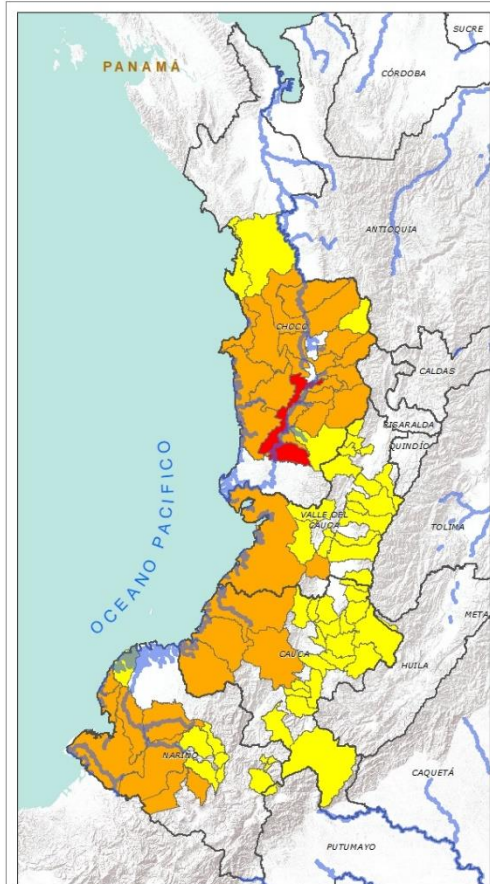 SUCRE
CÓRDOBA
PANAMÁ
ANTIOQUIA
CHOCÓ
CALDAS
RISARALDA
QUINDÍO
OCEANO PACIFICO
VALLE DEL
CAUCA
TOLIMA
META
CAUCA
HUILA
NARIÑO
CAQUETÁ
PUTUMAYO